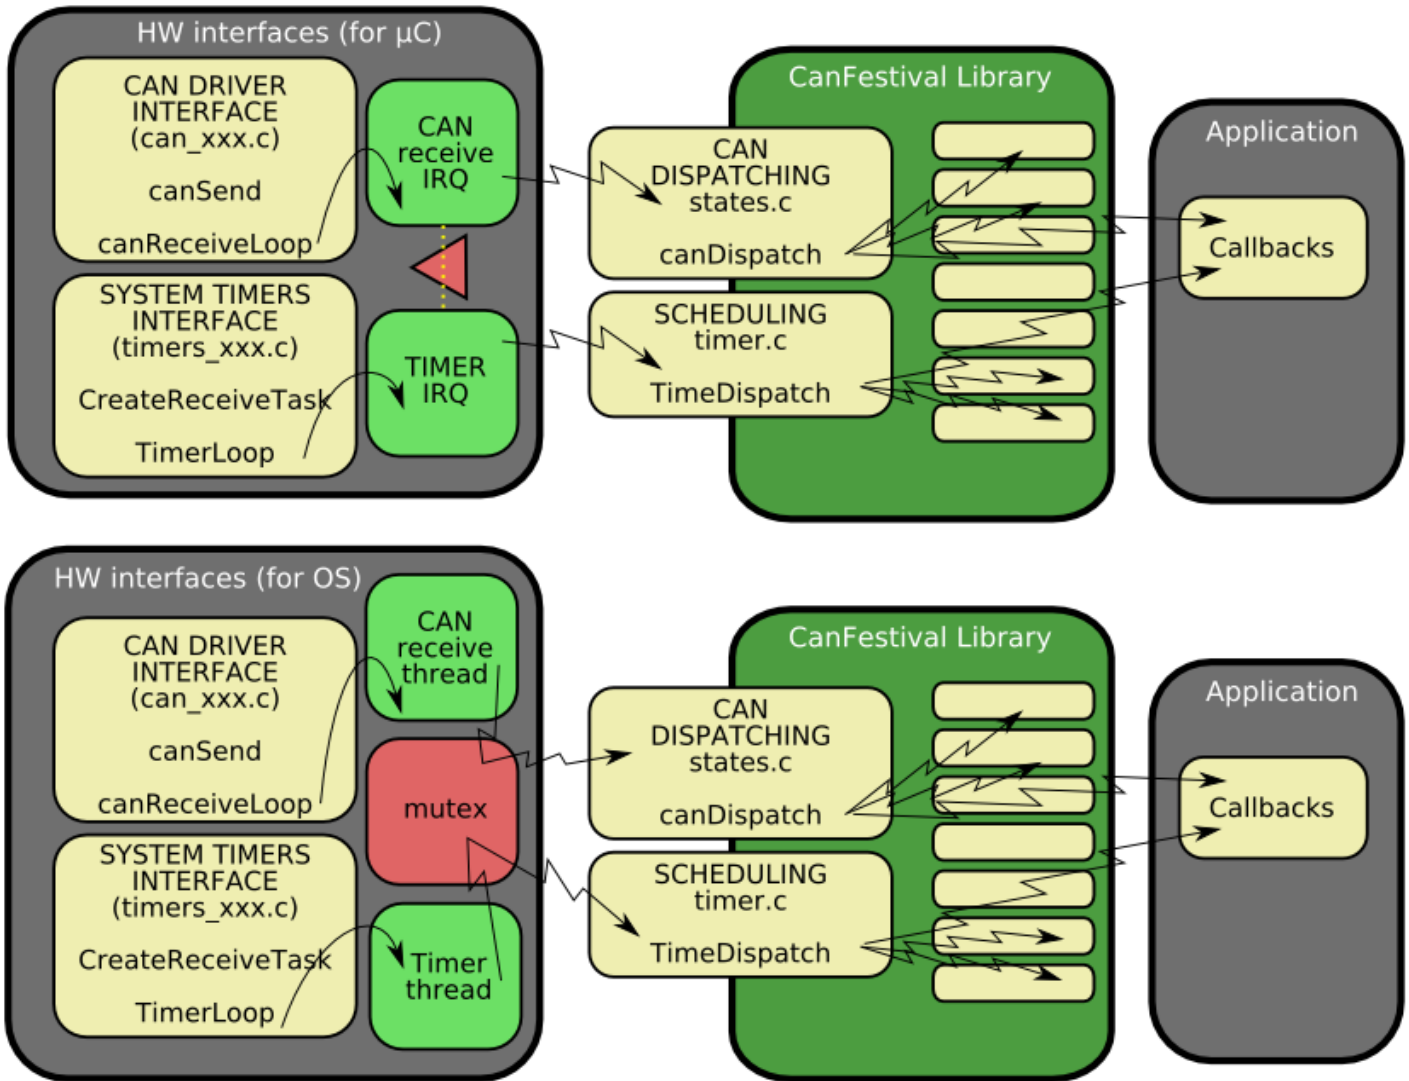 HW interfaces (for µC)
CAN DRIVER
INTERFACE
(can_xxx.c)
canSend
canReceiveLoop
CAN
receive
IRQ
SYSTEM TIMERS
INTERFACE
(timers_xxx.c)
CreateReceiveTask
TimerLoop
TIMER
IRQ
CanFestival Library
CAN
DISPATCHING
states.c
canDispatch
SCHEDULING
timer.c
TimeDispatch
Application
Callbacks
HW interfaces (for OS)
CAN DRIVER
INTERFACE
(can_xxx.c)
canSend
canReceiveLoop
CAN
receive
thread
mutex
SYSTEM TIMERS
INTERFACE
(timers_xxx.c)
CreateReceiveTask
TimerLoop
Timer
thread
CanFestival Library
CAN
DISPATCHING
states.c
canDispatch
SCHEDULING
timer.c
TimeDispatch
Application
Callbacks